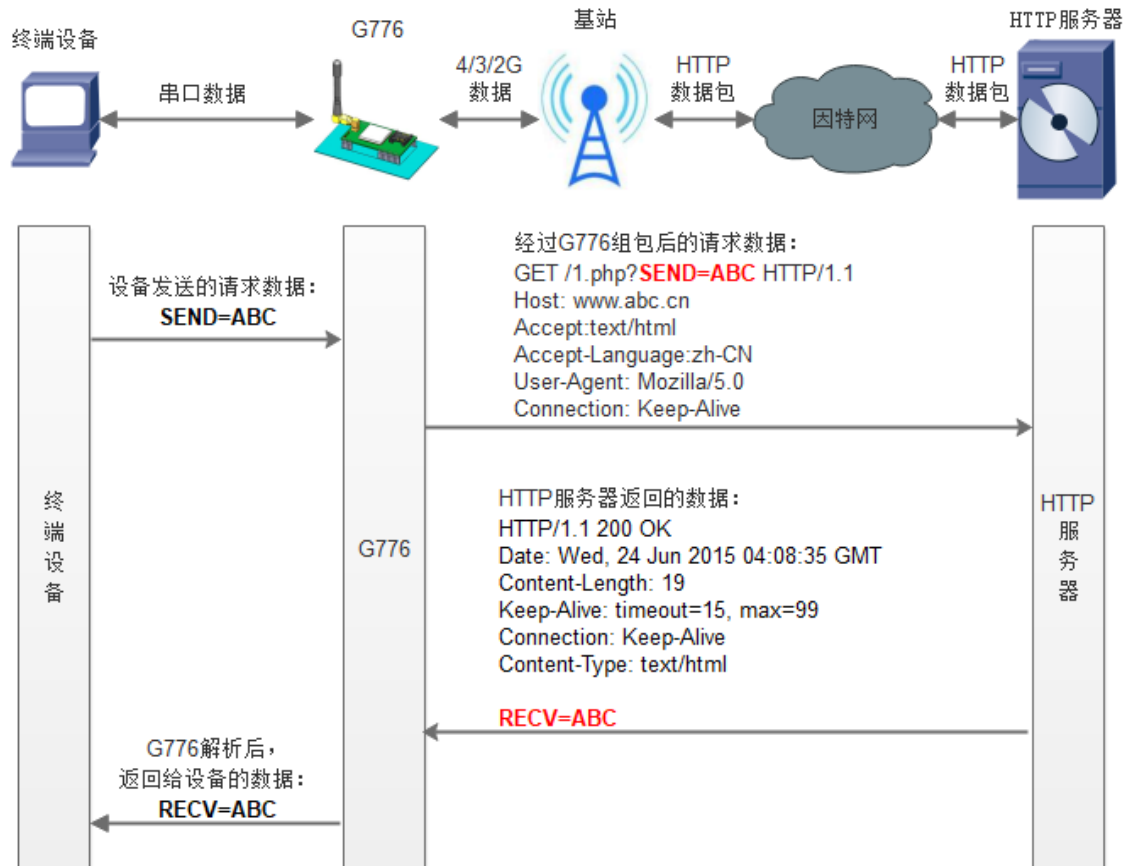 终端设备
G776
基站
HTTP服务器
串口数据
4/3/2G
数据
HTTP
数据包
因特网
HTTP
数据包
设备发送的请求数据：
SEND=ABC
经过G776组包后的请求数据：
GET /1.php?SEND=ABC HTTP/1.1
Host: www.abc.cn
Accept:text/html
Accept-Language:zh-CN
User-Agent: Mozilla/5.0
Connection: Keep-Alive
终
端
设
备
G776
HTTP
服
务
器
HTTP服务器返回的数据：
HTTP/1.1 200 OK
Date: Wed, 24 Jun 2015 04:08:35 GMT
Content-Length: 19
Keep-Alive: timeout=15, max=99
Connection: Keep-Alive
Content-Type: text/html
RECV=ABC
G776解析后，
返回给设备的数据：
RECV=ABC